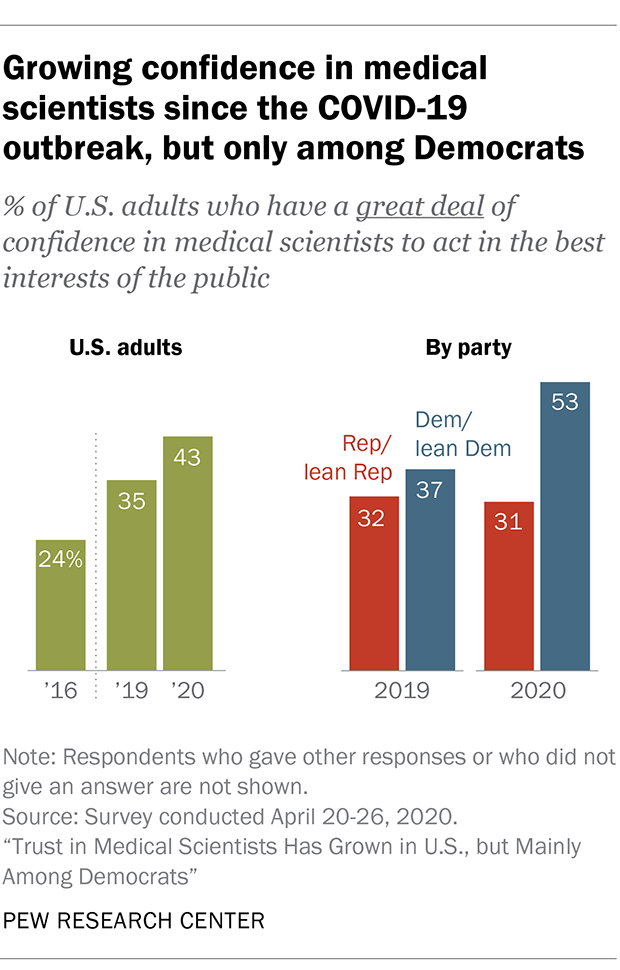 Growing confidence in medical
scientists since the COVID-19
outbreak, but only among Democrats
% of U.S. adults who have a great deal of
confidence in medical scientists to act in the best
interests of the public
U.S. adults
24%
35
43
’16
’19
’20
By party
Rep/
lean Rep
Dem/
lean Dem
32
37
31
53
2019
2020
Note: Respondents who gave other responses or who did not
give an answer are not shown.
Source: Survey conducted April 20-26, 2020.
“Trust in Medical Scientists Has Grown in U.S., but Mainly
Among Democrats”
PEW RESEARCH CENTER